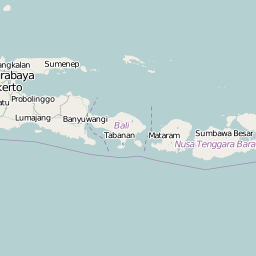 ngkalan
Sumenep
rabaya
kerto
Probolinggo
atu
Lumajang
Banyuwangi
Bali
Tabanan
Mataram
Sumbawa Besar
Nusa Tenggara Bara